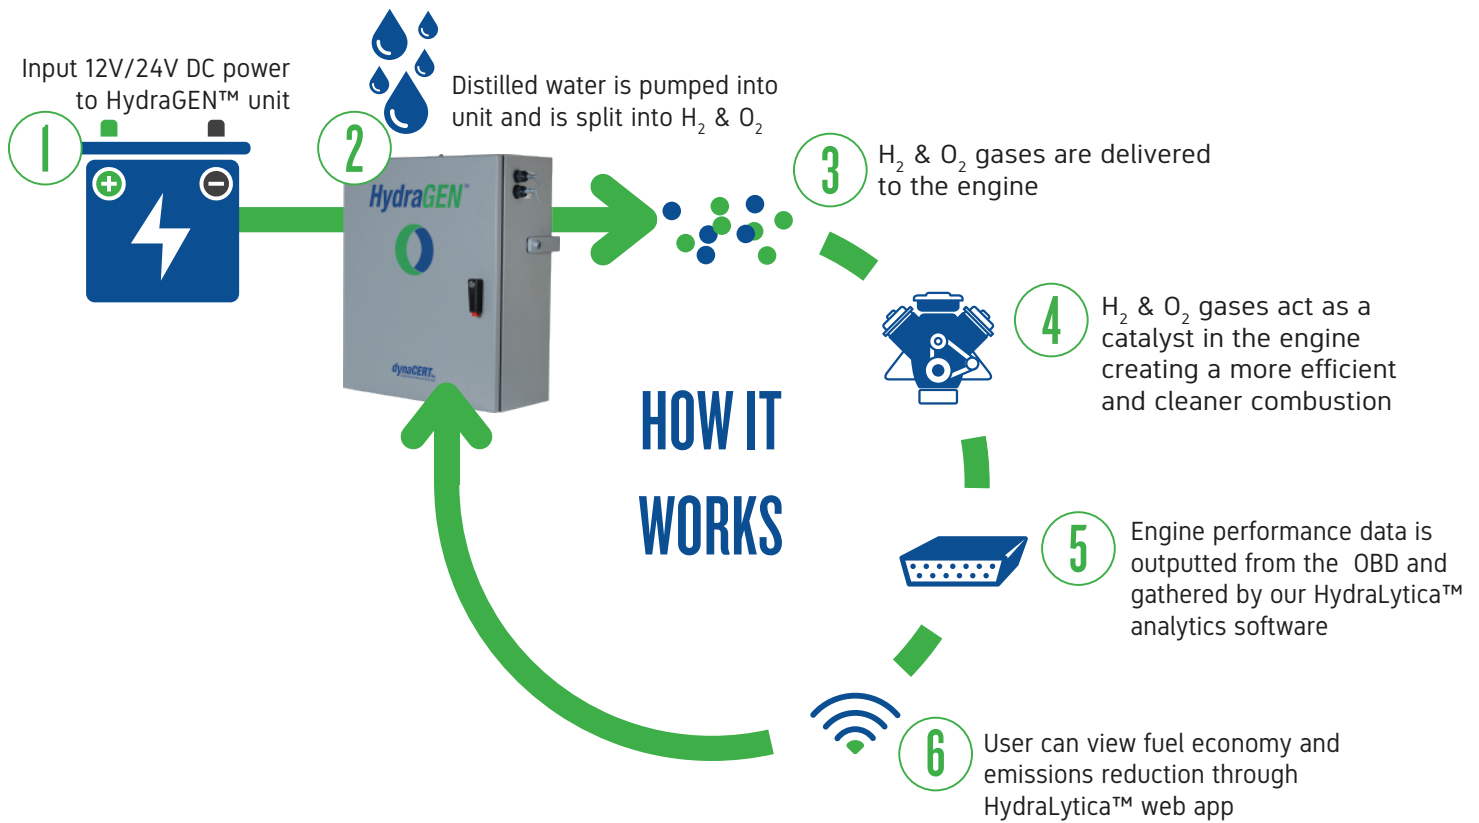 Input 12V/24V DC power
to HydraGEN™ unit
1
2
Distilled water is pumped into
unit and is split into H₂ & O₂
HydraGEN™
dynaCERT
3
H₂ & O₂ gases are delivered
to the engine
4
H₂ & O₂ gases act as a
catalyst in the engine
creating a more efficient
and cleaner combustion
HOW IT
WORKS
5
Engine performance data is
outputted from the OBD and
gathered by our HydraLytica™
analytics software
6
User can view fuel economy and
emissions reduction through
HydraLytica™ web app